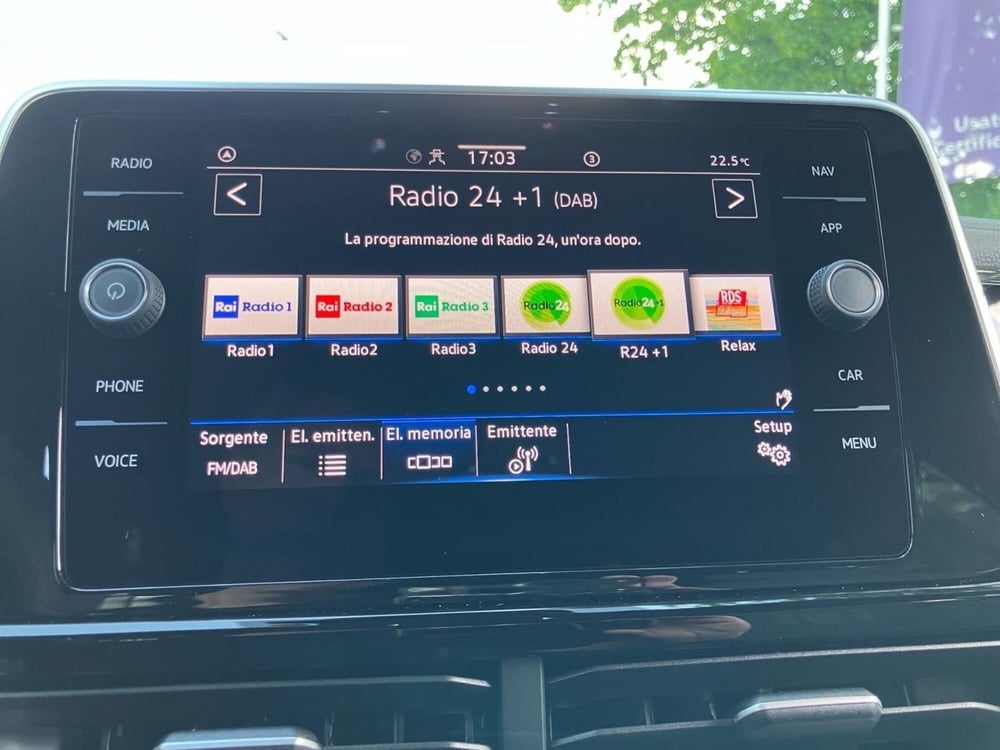 RADIO
MEDIA
PHONE
VOICE
17:03
3
22.5°C
Radio 24 +1 (DAB)
La programmazione di Radio 24, un'ora dopo.
Rai Radio 1
Rai Radio 2
Rai Radio 3
Radio24
Radio24+1
RDS
Radio1
Radio2
Radio3
Radio 24
R24 +1
Relax
Sorgente
FM/DAB
El. emitten.
El. memoria
Emittente
Setup
NAV
APP
CAR
MENU